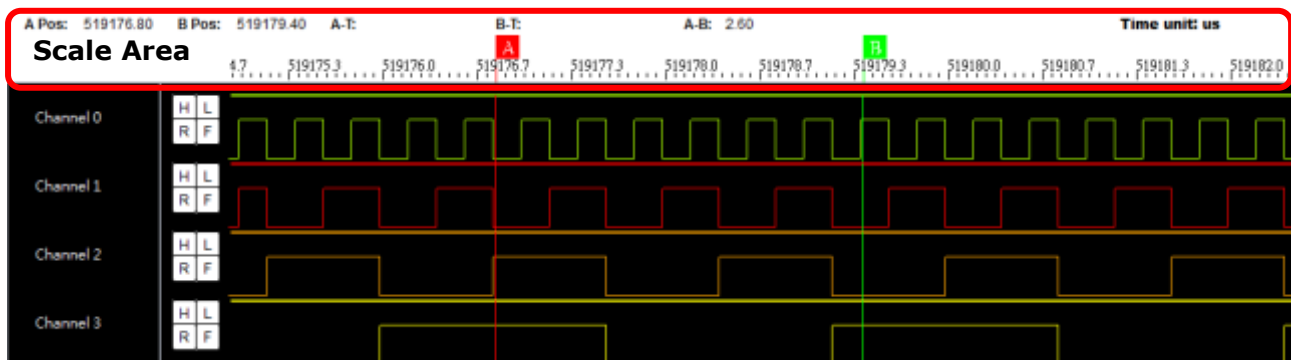 A Pos: 519176.80 B Pos: 519179.40 A-T: B-T: A-B: 2.60 Time unit: us
Scale Area A B
4.7 519175.3 519176.0 519176.7 519177.3 519178.0 519178.7 519179.3 519180.0 519180.7 519181.3 519182.0
Channel 0 H L
R F
Channel 1 H L
R F
Channel 2 H L
R F
Channel 3 H L
R F